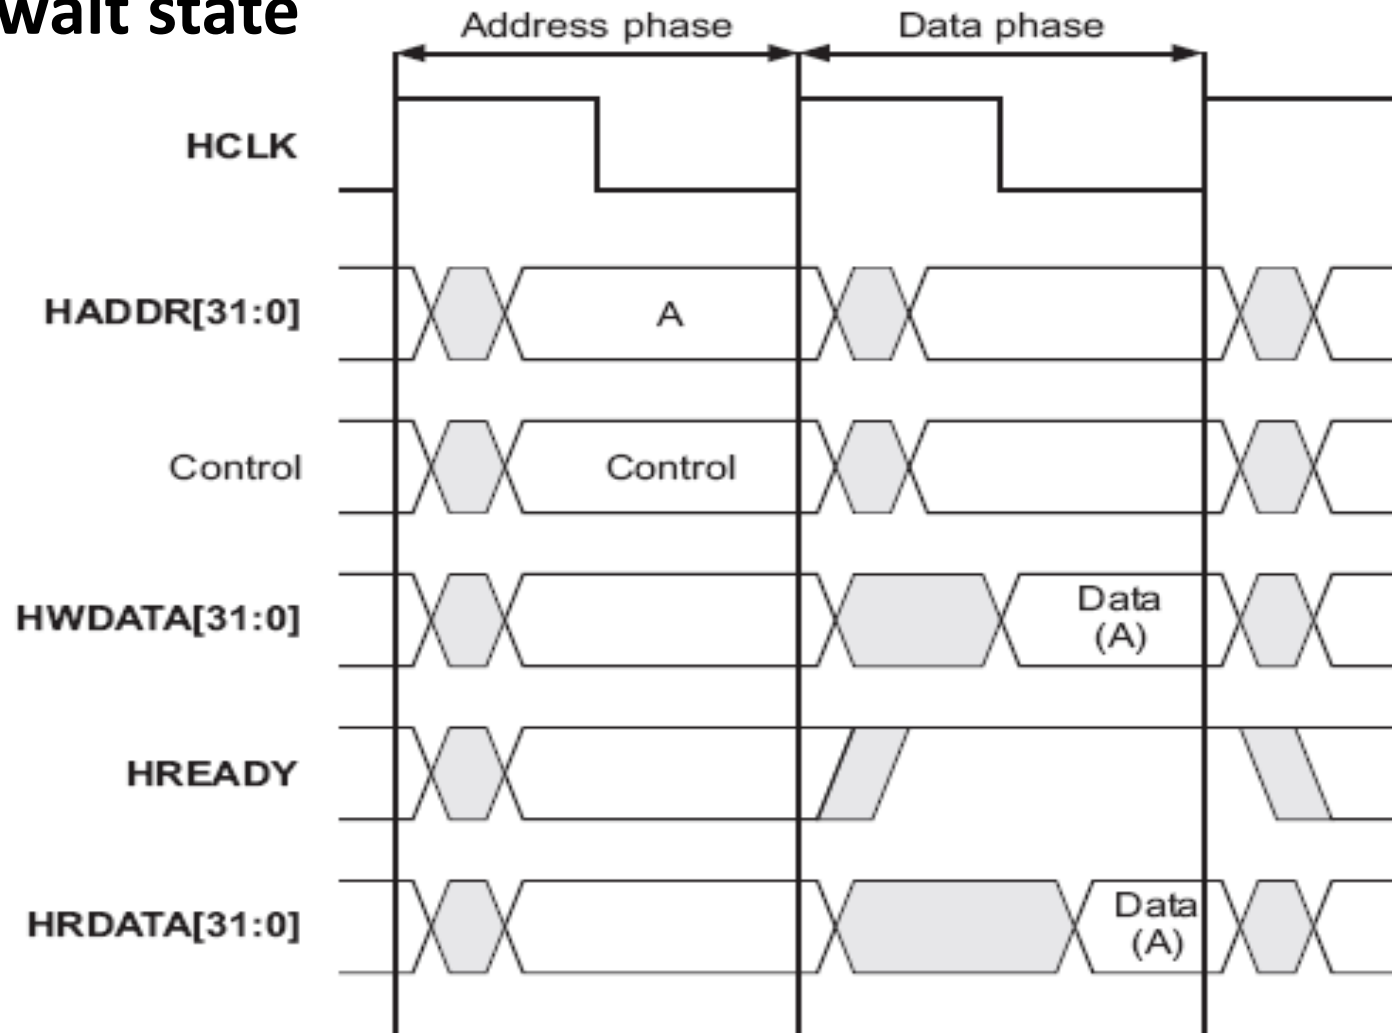 wait state
Address phase Data phase
HCLK
HADDR[31:0] A
Control Control
HWDATA[31:0] Data
(A)
HREADY
HRDATA[31:0] Data
(A)